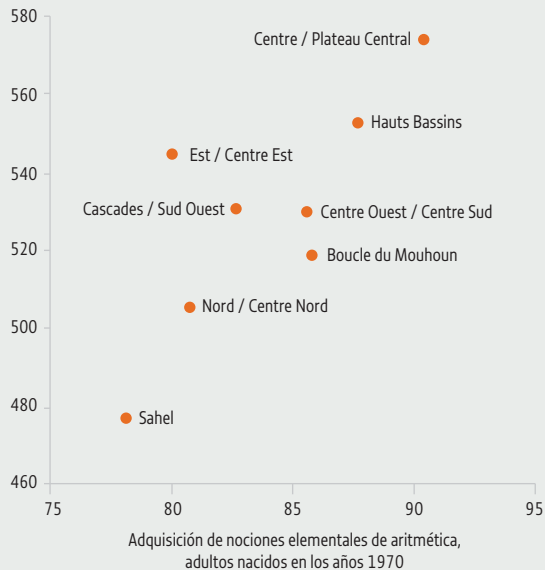 580
Centre / Plateau Central
560
Hauts Bassins
Est / Centre Est
540
Cascades / Sud Ouest
Centre Ouest / Centre Sud
520
Boucle du Mouhoun
Nord / Centre Nord
500
480
Sahel
460
75 80 85 90 95
Adquisición de nociones elementales de aritmética,
adultos nacidos en los años 1970